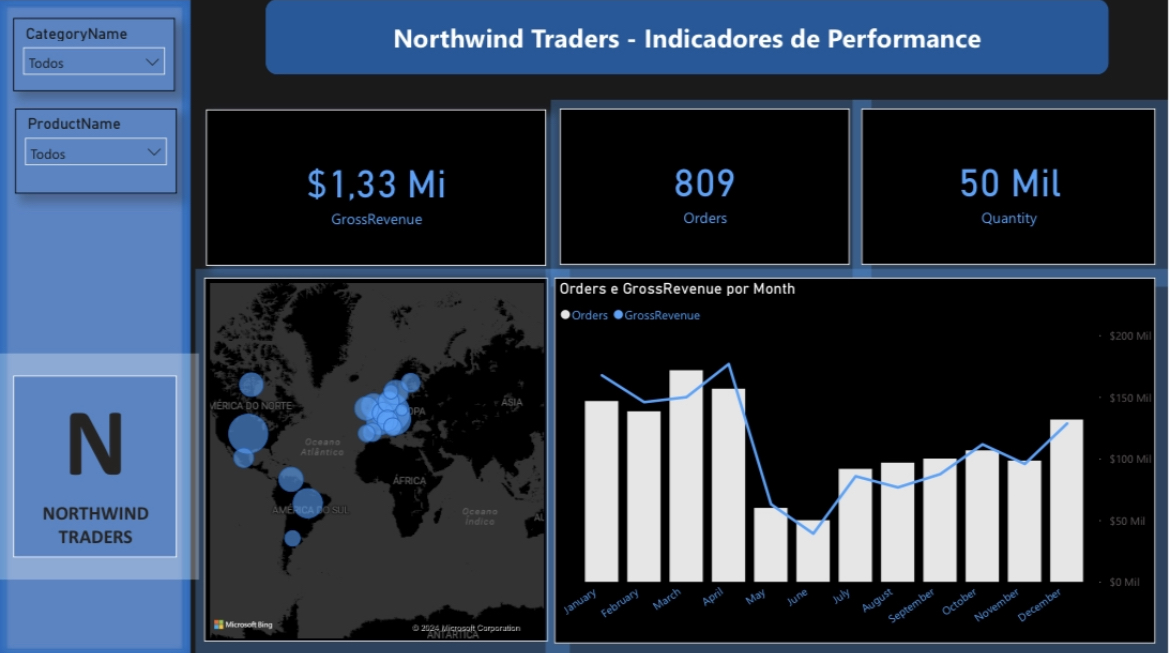 CategoryName
Todos
ProductName
Todos
N
NORTHWIND
TRADERS
Northwind Traders - Indicadores de Performance
$1,33 Mi
GrossRevenue
809
Orders
50 Mil
Quantity
AMÉRICA DO NORTE
OPA
ÁSIA
Oceano
Atlântico
ÁFRICA
AMÉRICA DO SUL
Oceano
Índico
Microsoft Bing
© 2024 Microsoft Corporation
ANTÁRTICA
Orders e GrossRevenue por Month
Orders GrossRevenue
$200 Mil
$150 Mil
$100 Mil
$50 Mil
$0 Mil
January
February
March
April
May
June
July
August
September
October
November
December